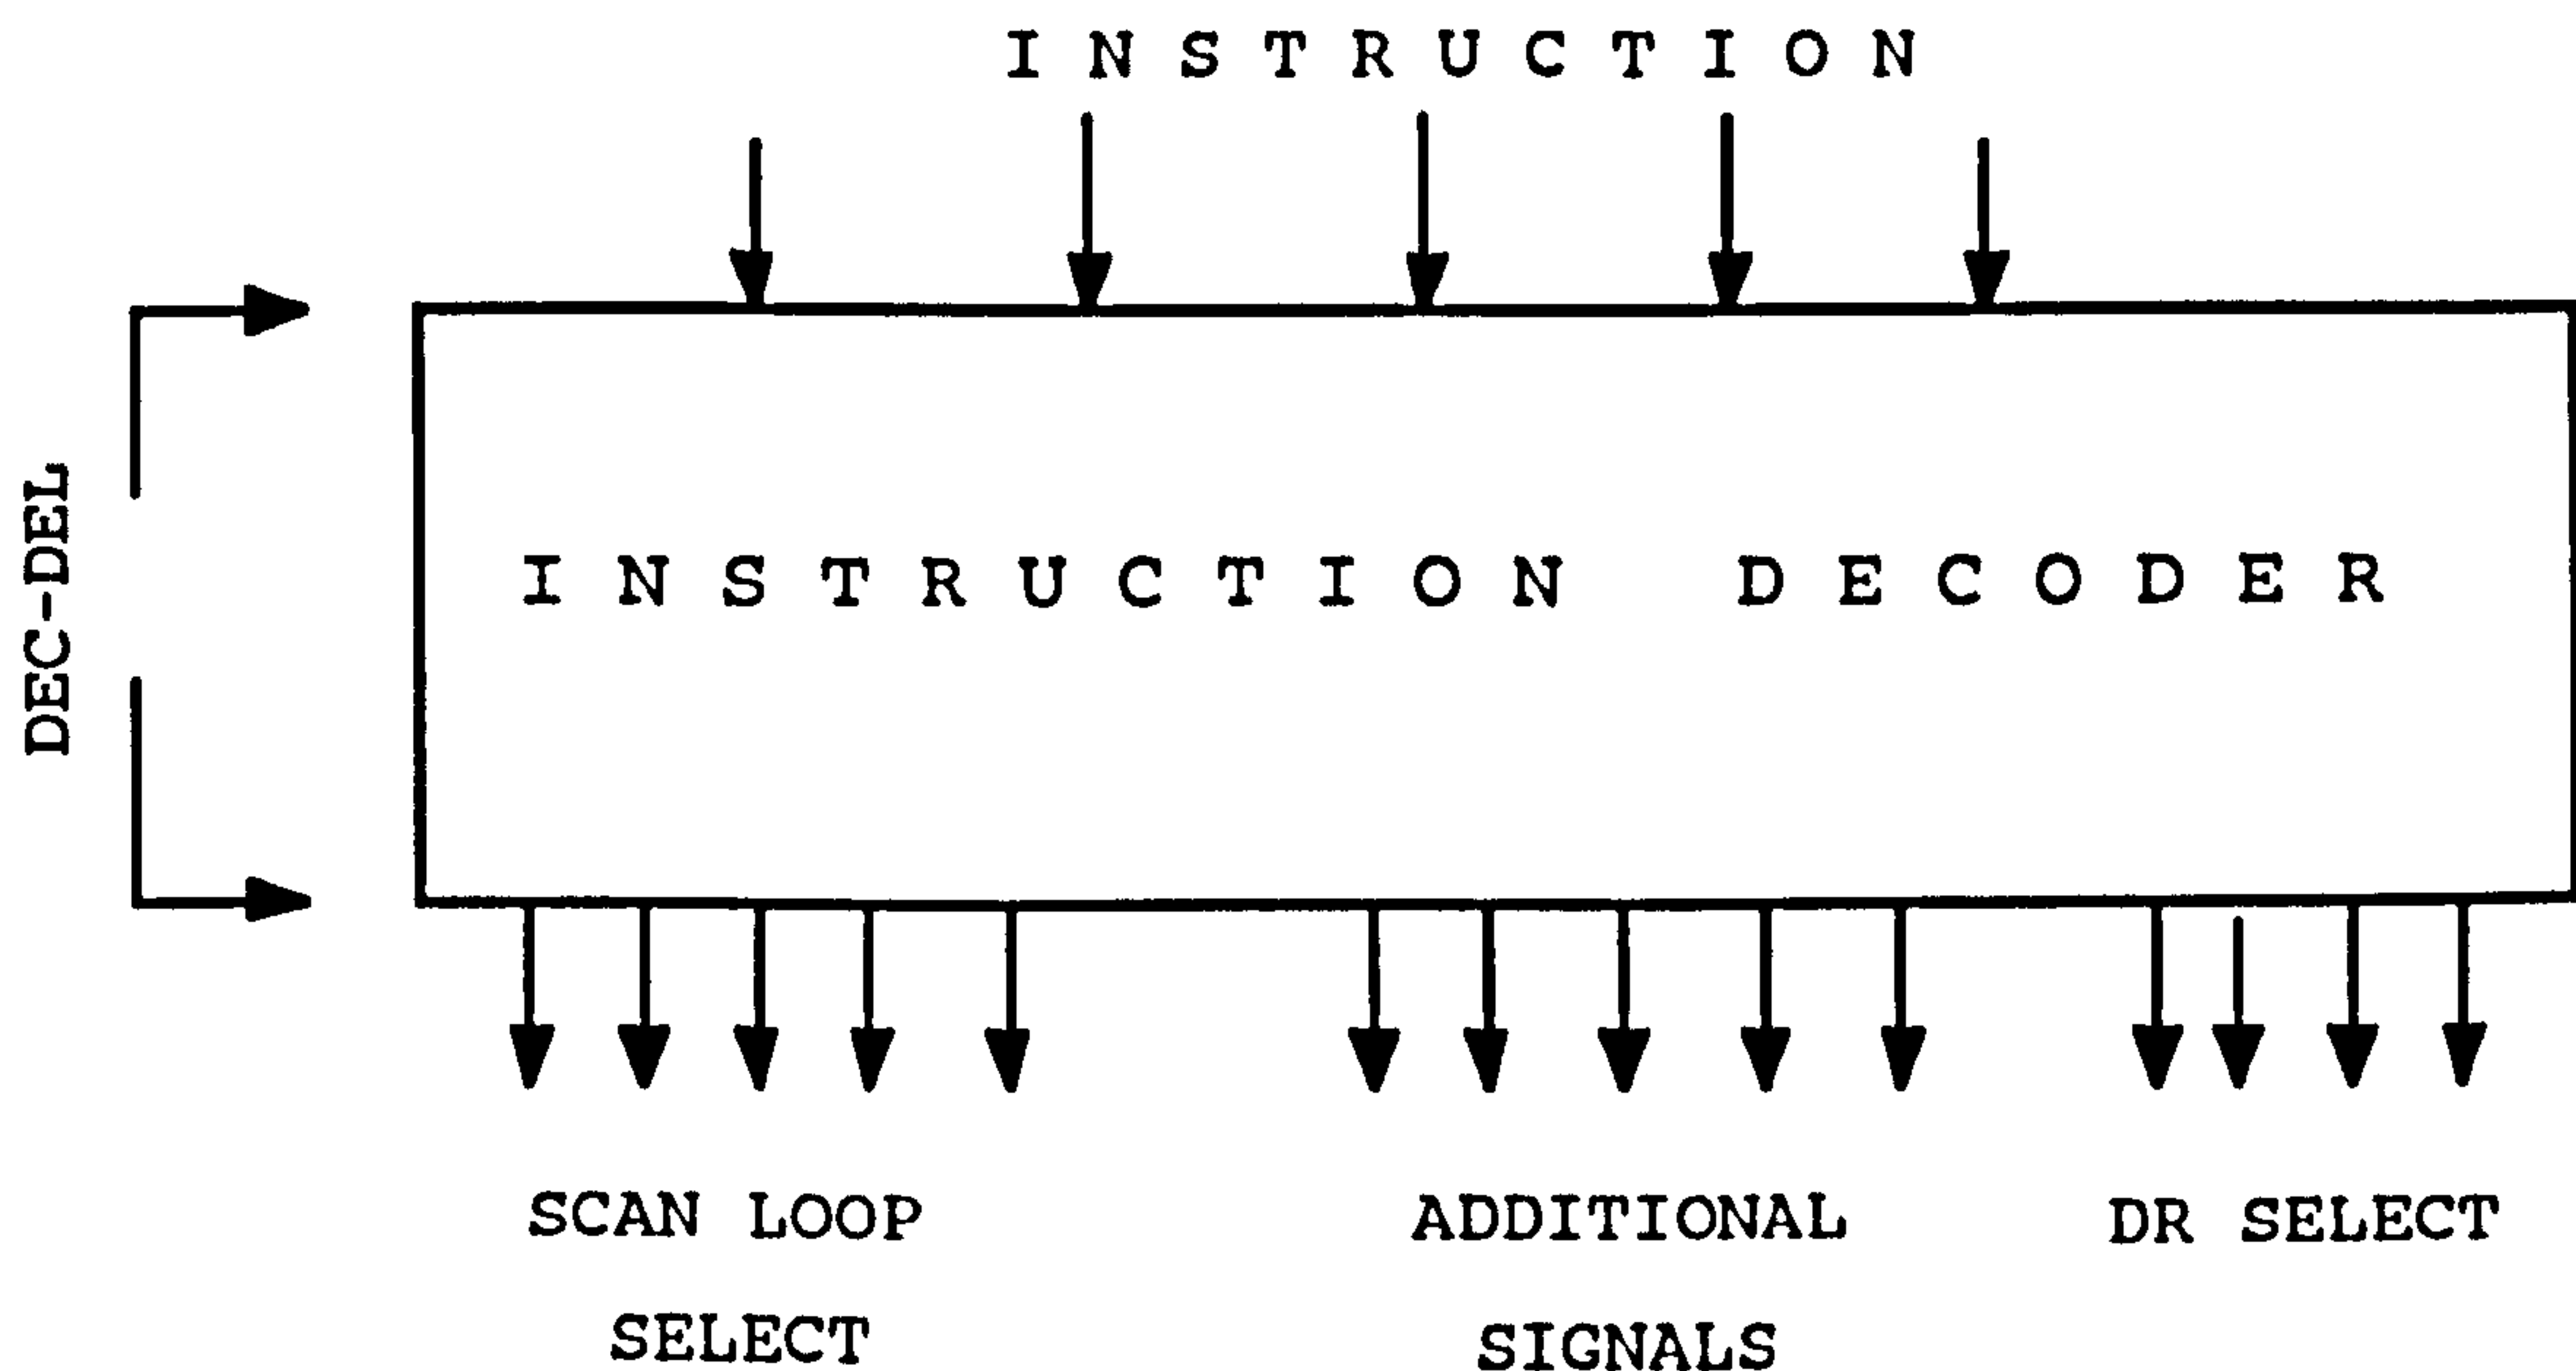 INSTRUCTION
DEC-DEL
INSTRUCTION DECODER
SCAN LOOP
SELECT
ADDITIONAL
SIGNALS
DR SELECT